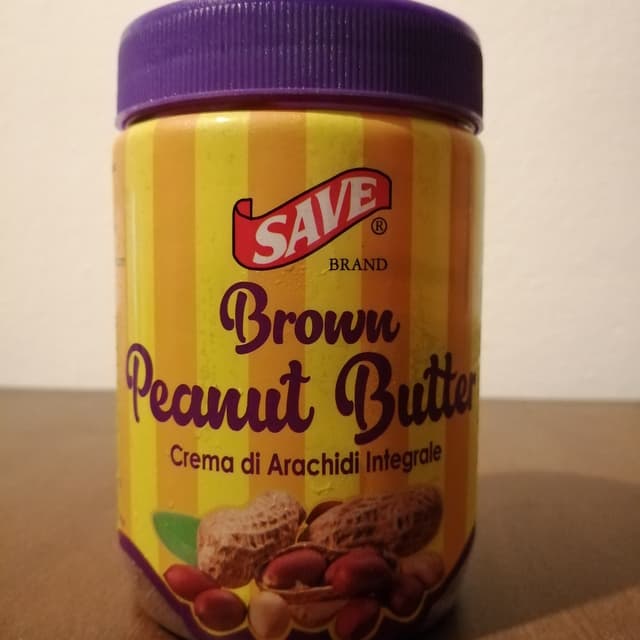 SAVE ®
BRAND
Brown
Peanut Butter
Crema di Arachidi Integrale